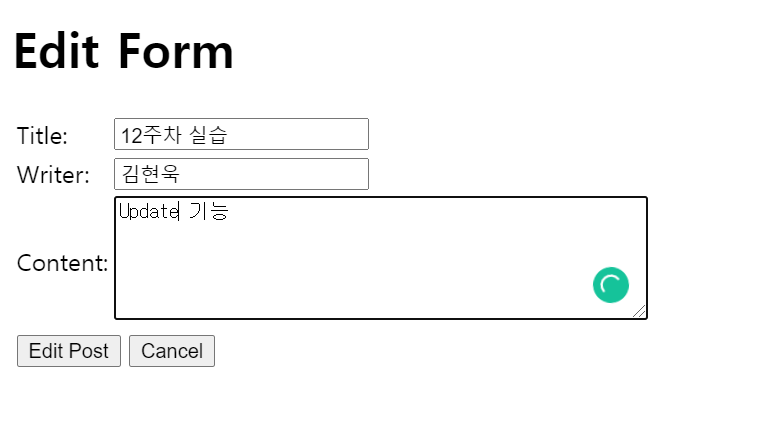 Edit Form
Title: 12주차 실습
Writer: 김현욱
Content: Update 기능
Edit Post Cancel